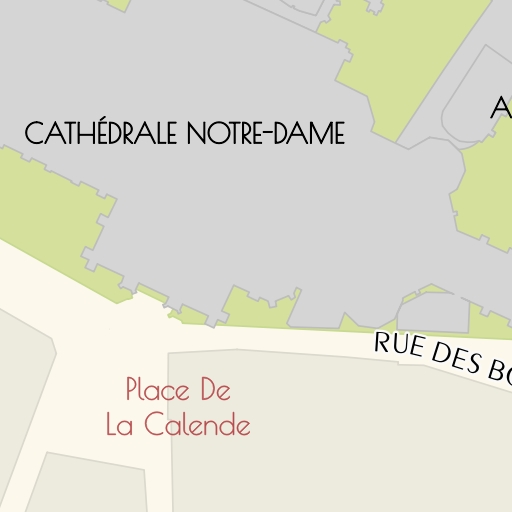 CATHÉDRALE NOTRE-DAME
A
RUE DES BO
Place De
La Calende